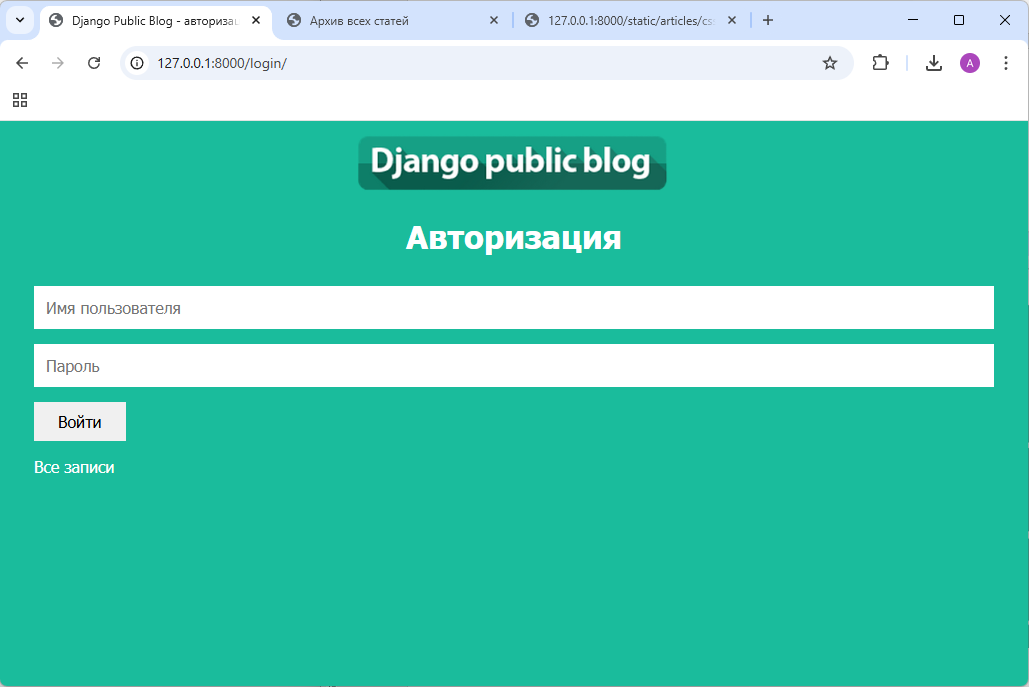 Django Public Blog - авториза
Архив всех статей
127.0.0.1:8000/static/articles/cs
127.0.0.1:8000/login/
A
Django public blog
Авторизация
Имя пользователя
Пароль
Войти
Все записи